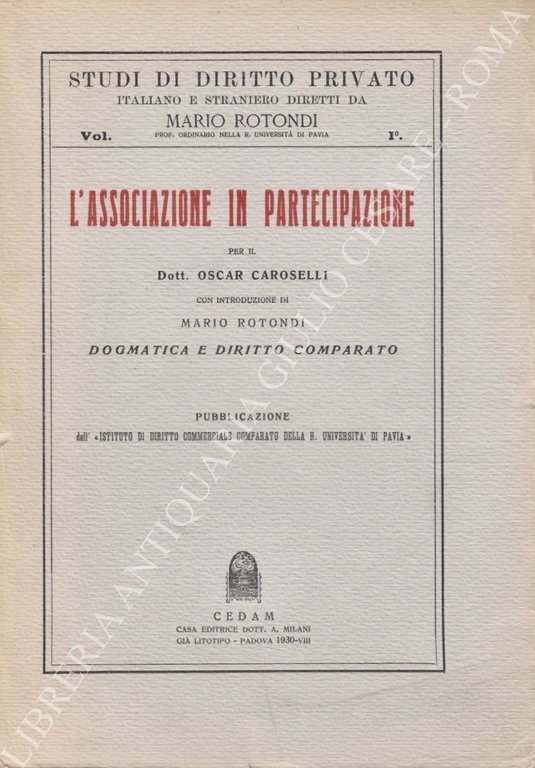 STUDI DI DIRITTO PRIVATO
ITALIANO E STRANIERO DIRETTI DA
MARIO ROTONDI
Vol. PROF. ORDINARIO NELLA R. UNIVERSITÀ DI PAVIA I°.
L'ASSOCIAZIONE IN PARTECIPAZIONE
PER IL
Dott. OSCAR CAROSELLI
CON INTRODUZIONE DI
MARIO ROTONDI
DOGMATICA E DIRITTO COMPARATO
PUBBLICAZIONE
dell' «ISTITUTO DI DIRITTO COMMERCIALE COMPARATO DELLA R. UNIVERSITA' DI PAVIA»
CEDAM
CASA EDITRICE DOTT. A. MILANI
GIÀ LITOTIPO - PADOVA 1930-VIII
LIBRERIA ANTIQUARIA GIULIO CESARE - ROMA